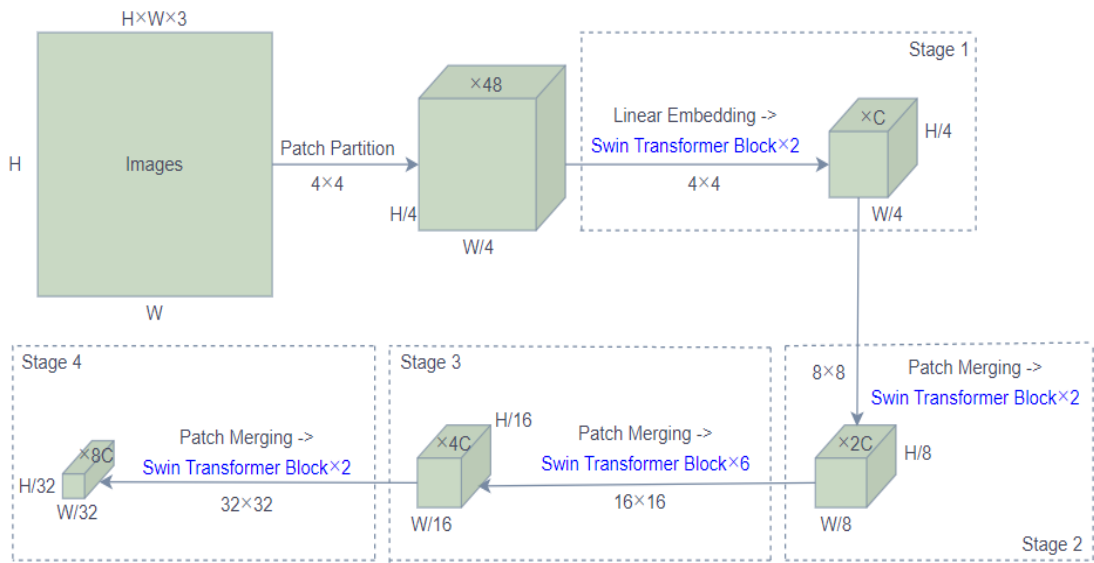 H×W×3
H
Images
W
Patch Partition
4×4
×48
H/4
W/4
Stage 1
Linear Embedding ->
Swin Transformer Block×2
4×4
×C
H/4
W/4
8×8
Patch Merging ->
Swin Transformer Block×2
×2C
H/8
W/8
Stage 2
Stage 3
Patch Merging ->
Swin Transformer Block×6
16×16
H/16
×4C
W/16
Stage 4
Patch Merging ->
Swin Transformer Block×2
32×32
×8C
H/32
W/32